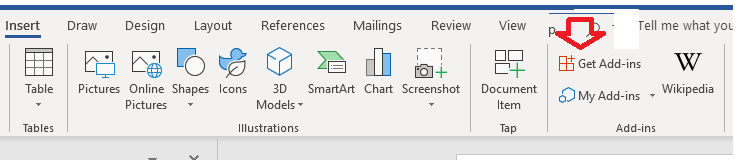 Insert Draw Design Layout References Mailings Review View p Tell me what you
Table
Pictures
Online
Pictures
Shapes
Icons
3D
Models
SmartArt
Chart
Screenshot
Document
Item
Get Add-ins
My Add-ins
W
Wikipedia
Tables Illustrations Tap Add-ins